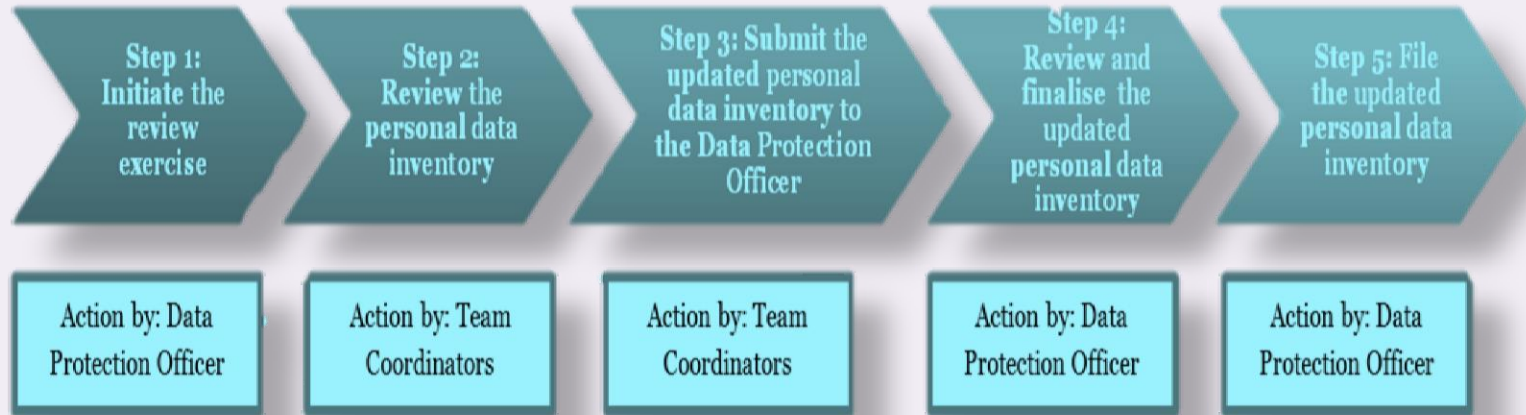 Step 1:
Initiate the
review
exercise
Step 2:
Review the
personal data
inventory
Step 3: Submit the
updated personal
data inventory to
the Data Protection
Officer
Step 4:
Review and
finalise the
updated
personal data
inventory
Step 5: File
the updated
personal data
inventory
Action by: Data
Protection Officer
Action by: Team
Coordinators
Action by: Team
Coordinators
Action by: Data
Protection Officer
Action by: Data
Protection Officer